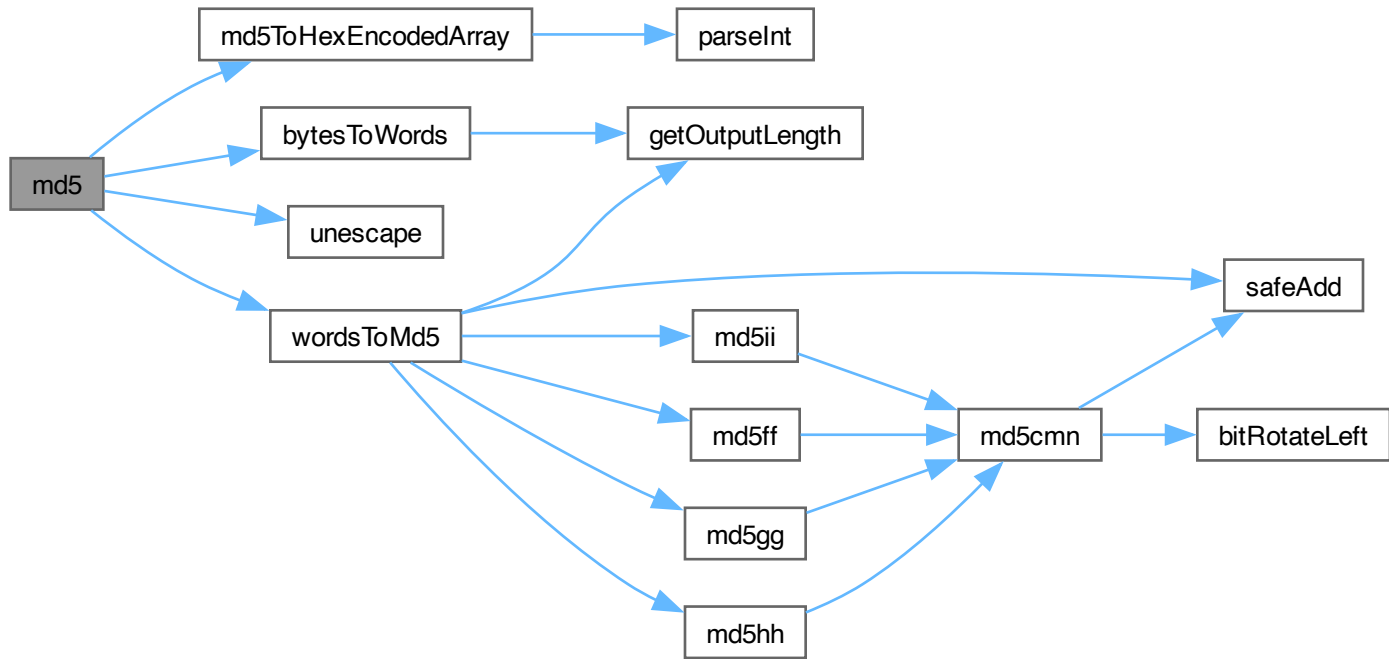 md5ToHexEncodedArray
parseInt
bytesToWords
getOutputLength
md5
unescape
safeAdd
wordsToMd5
md5ii
md5ff
md5cmn
bitRotateLeft
md5gg
md5hh